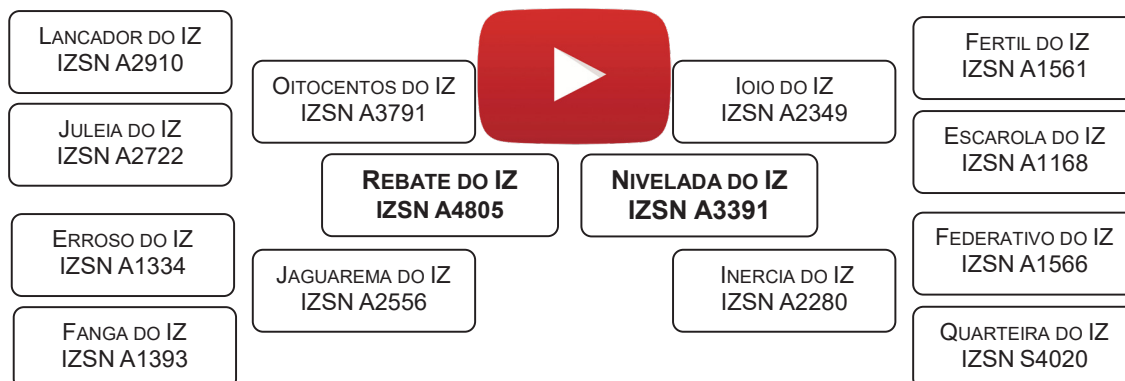 LANCADOR DO IZ
IZSN A2910
JULEIA DO IZ
IZSN A2722
ERROSO DO IZ
IZSN A1334
FANGA DO IZ
IZSN A1393
OITOCENTOS DO IZ
IZSN A3791
JAGUAREMA DO IZ
IZSN A2556
REBATE DO IZ
IZSN A4805
NIVELADA DO IZ
IZSN A3391
IOIO DO IZ
IZSN A2349
INERCIA DO IZ
IZSN A2280
FERTIL DO IZ
IZSN A1561
ESCAROLA DO IZ
IZSN A1168
FEDERATIVO DO IZ
IZSN A1566
QUARTEIRA DO IZ
IZSN S4020